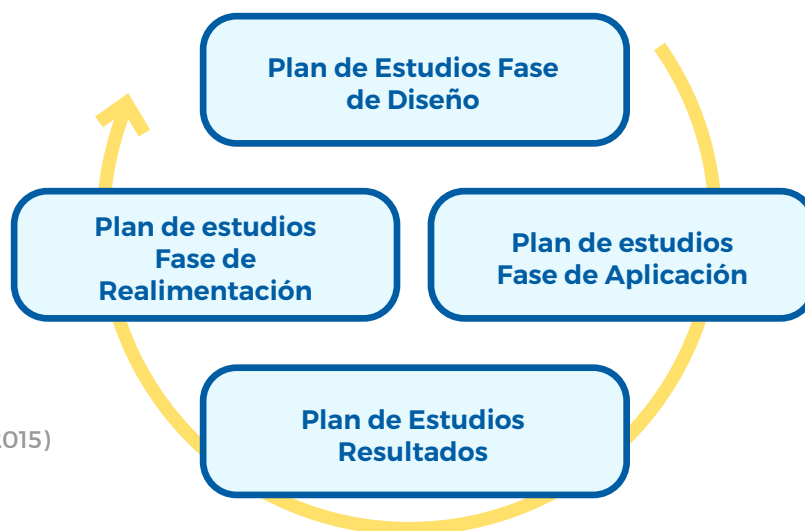 Plan de Estudios Fase
de Diseño
Plan de estudios
Fase de
Realimentación
Plan de estudios
Fase de Aplicación
Plan de Estudios
Resultados
2015)